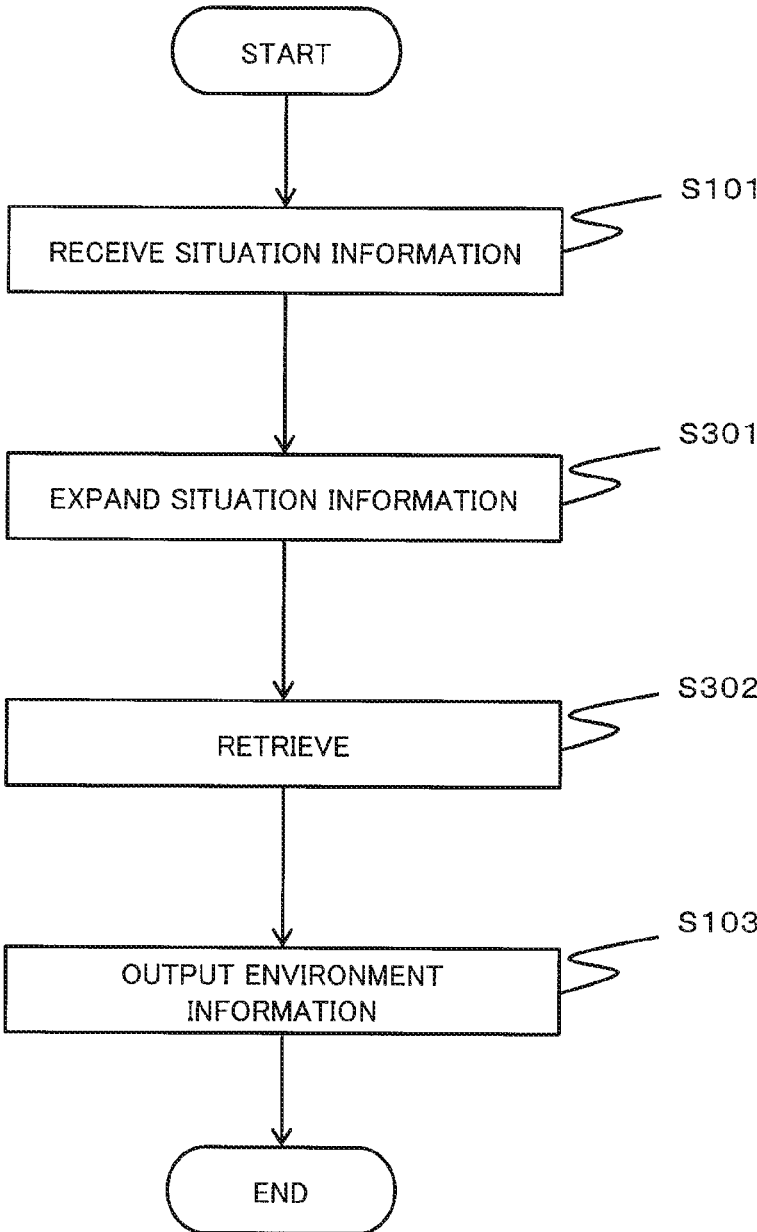 START
S101
RECEIVE SITUATION INFORMATION
S301
EXPAND SITUATION INFORMATION
S302
RETRIEVE
S103
OUTPUT ENVIRONMENT
INFORMATION
END